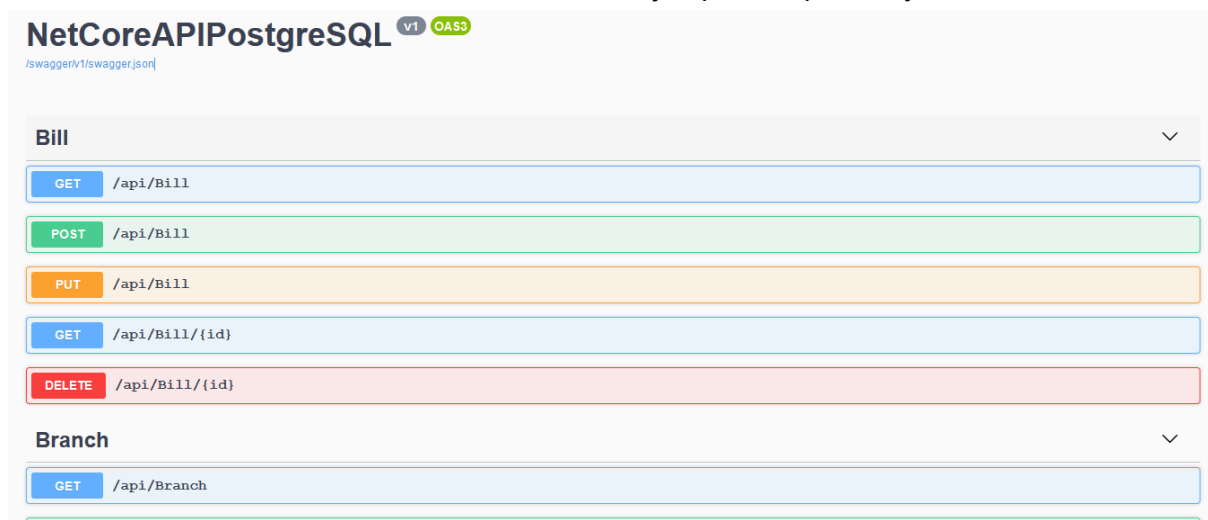 NetCoreAPIPostgreSQL v1 OAS3
/swagger/v1/swagger.json
Bill
GET /api/Bill
POST /api/Bill
PUT /api/Bill
GET /api/Bill/{id}
DELETE /api/Bill/{id}
Branch
GET /api/Branch